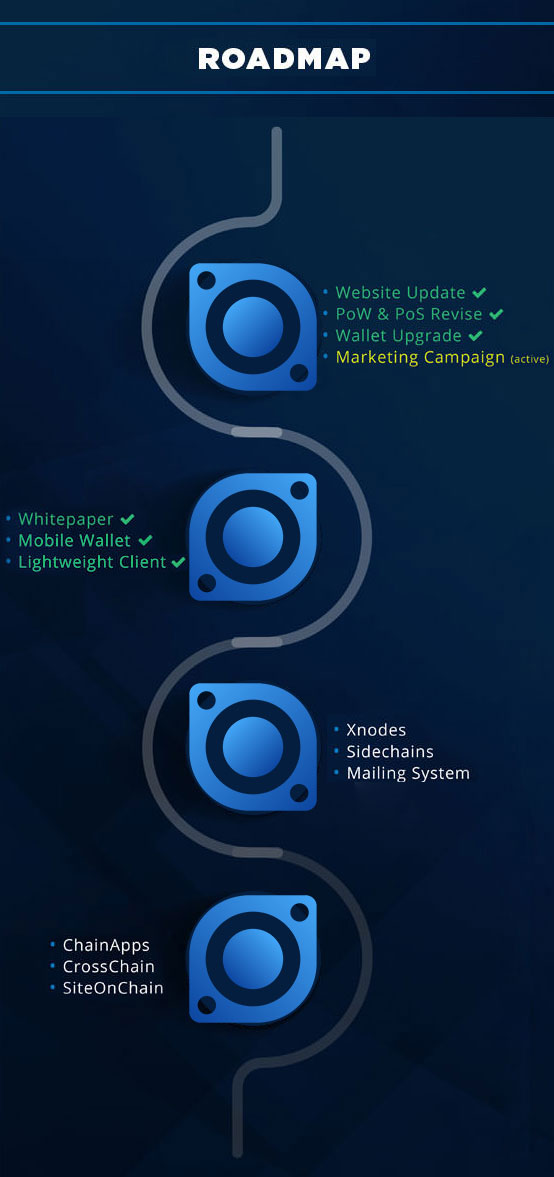 ROADMAP
• Website Update ✔
• PoW & PoS Revise ✔
• Wallet Upgrade ✔
• Marketing Campaign (active)
• Whitepaper ✔
• Mobile Wallet ✔
• Lightweight Client ✔
• Xnodes
• Sidechains
• Mailing System
• ChainApps
• CrossChain
• SiteOnChain